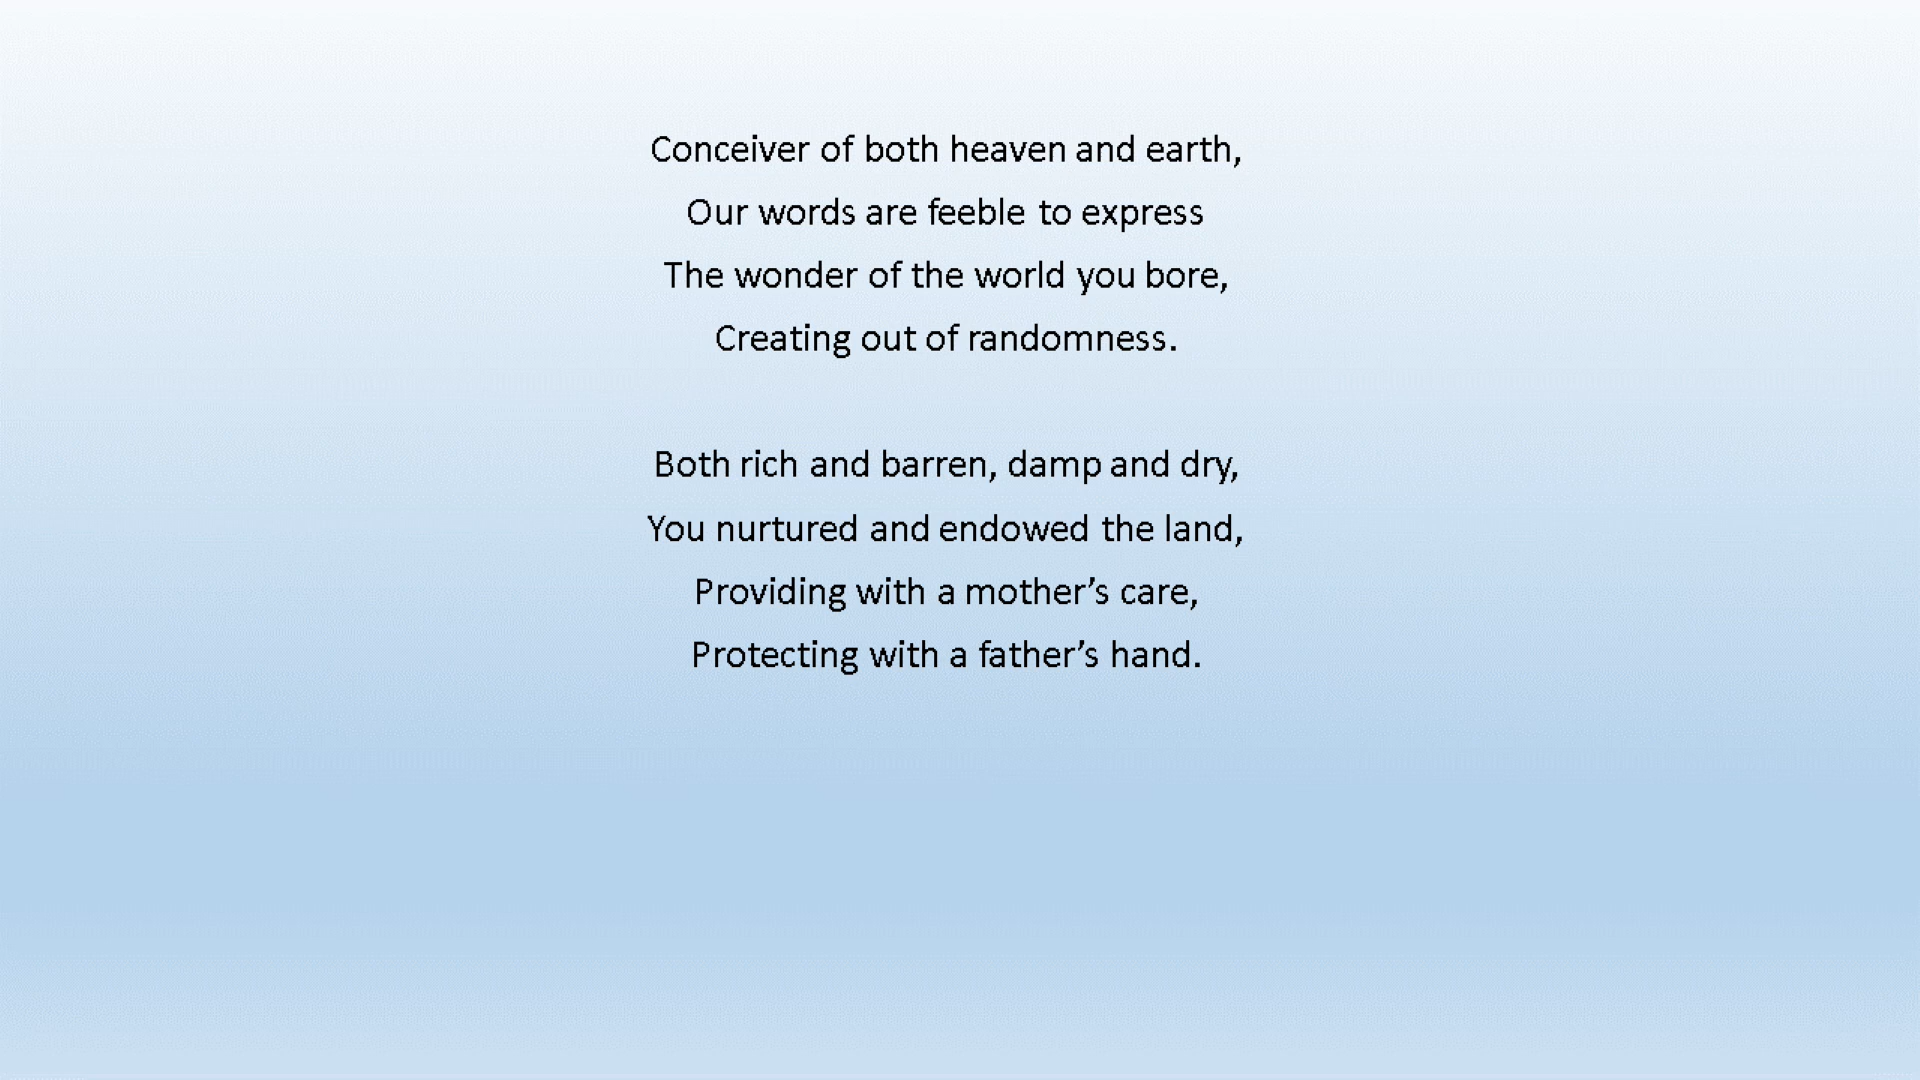 Conceiver of both heaven and earth,
Our words are feeble to express
The wonder of the world you bore,
Creating out of randomness.
Both rich and barren, damp and dry,
You nurtured and endowed the land,
Providing with a mother’s care,
Protecting with a father’s hand.